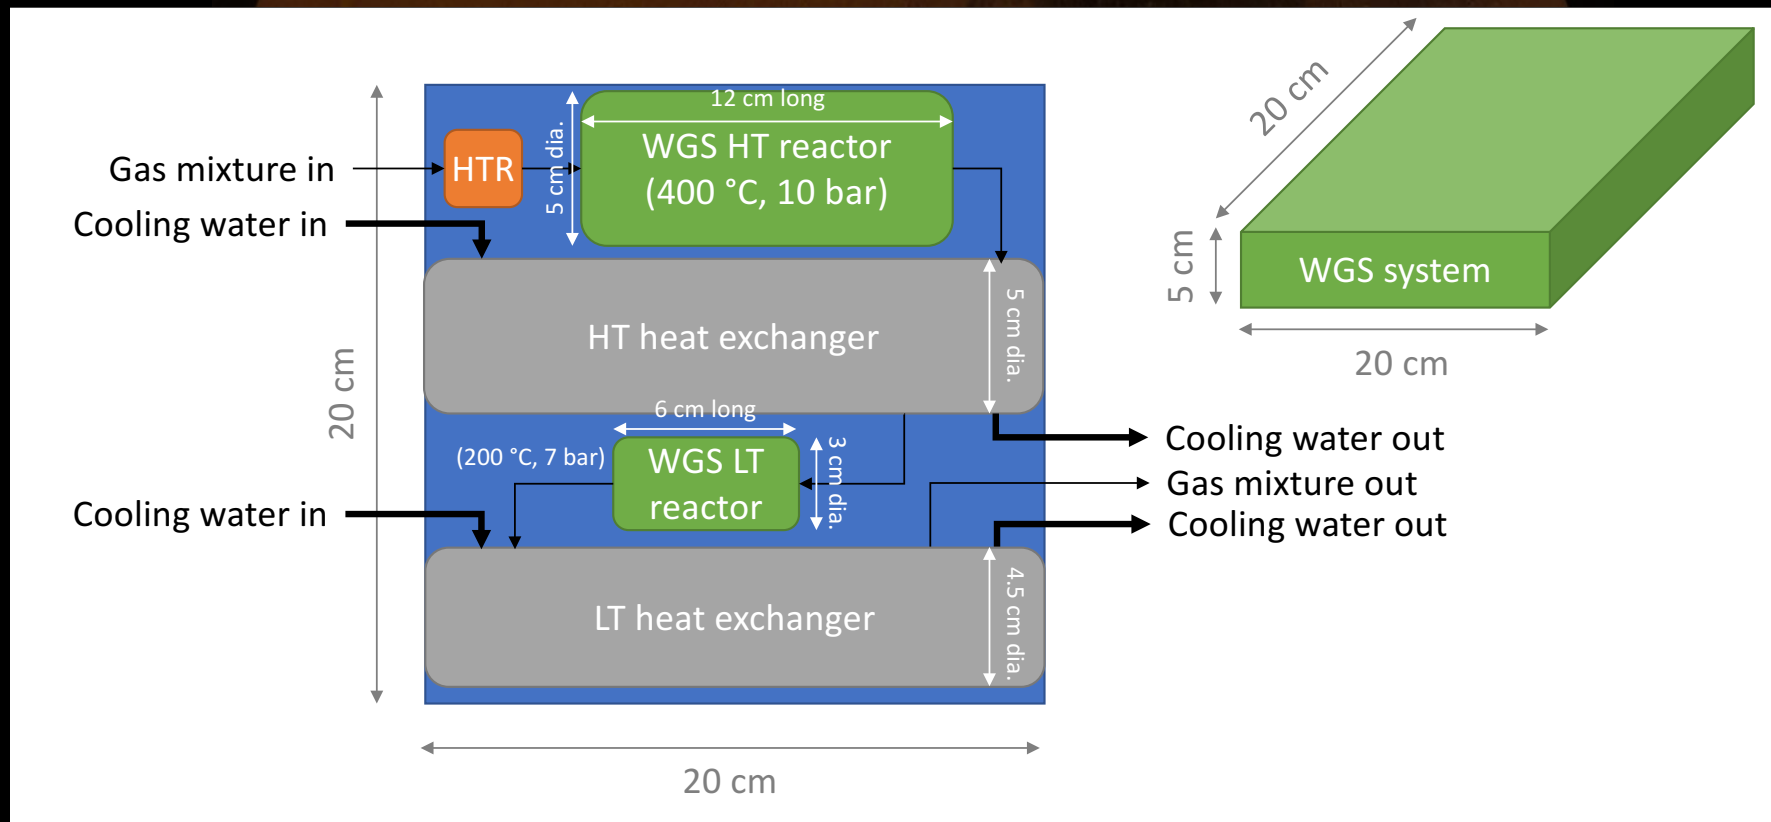 12 cm long
5 cm dia.
HTR
WGS HT reactor
(400 °C, 10 bar)
Gas mixture in
Cooling water in
20 cm
HT heat exchanger
5 cm dia.
6 cm long
(200 °C, 7 bar)
WGS LT
reactor
3 cm dia.
Cooling water in
LT heat exchanger
4.5 cm dia.
20 cm
Cooling water out
Gas mixture out
Cooling water out
20 cm
5 cm
WGS system
20 cm